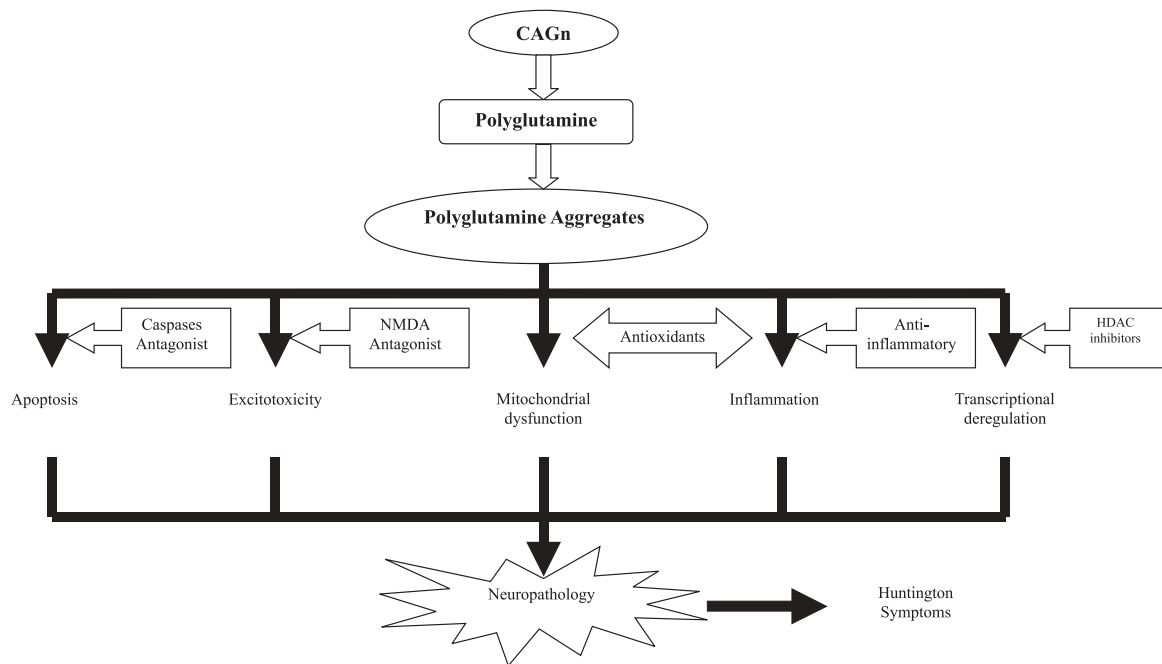 CAGn
Polyglutamine
Polyglutamine Aggregates
Caspases
Antagonist
NMDA
Antagonist
Antioxidants
Anti-
inflammatory
HDAC
inhibitors
Apoptosis
Excitotoxicity
Mitochondrial
dysfunction
Inflammation
Transcriptional
deregulation
Neuropathology
Huntington
Symptoms